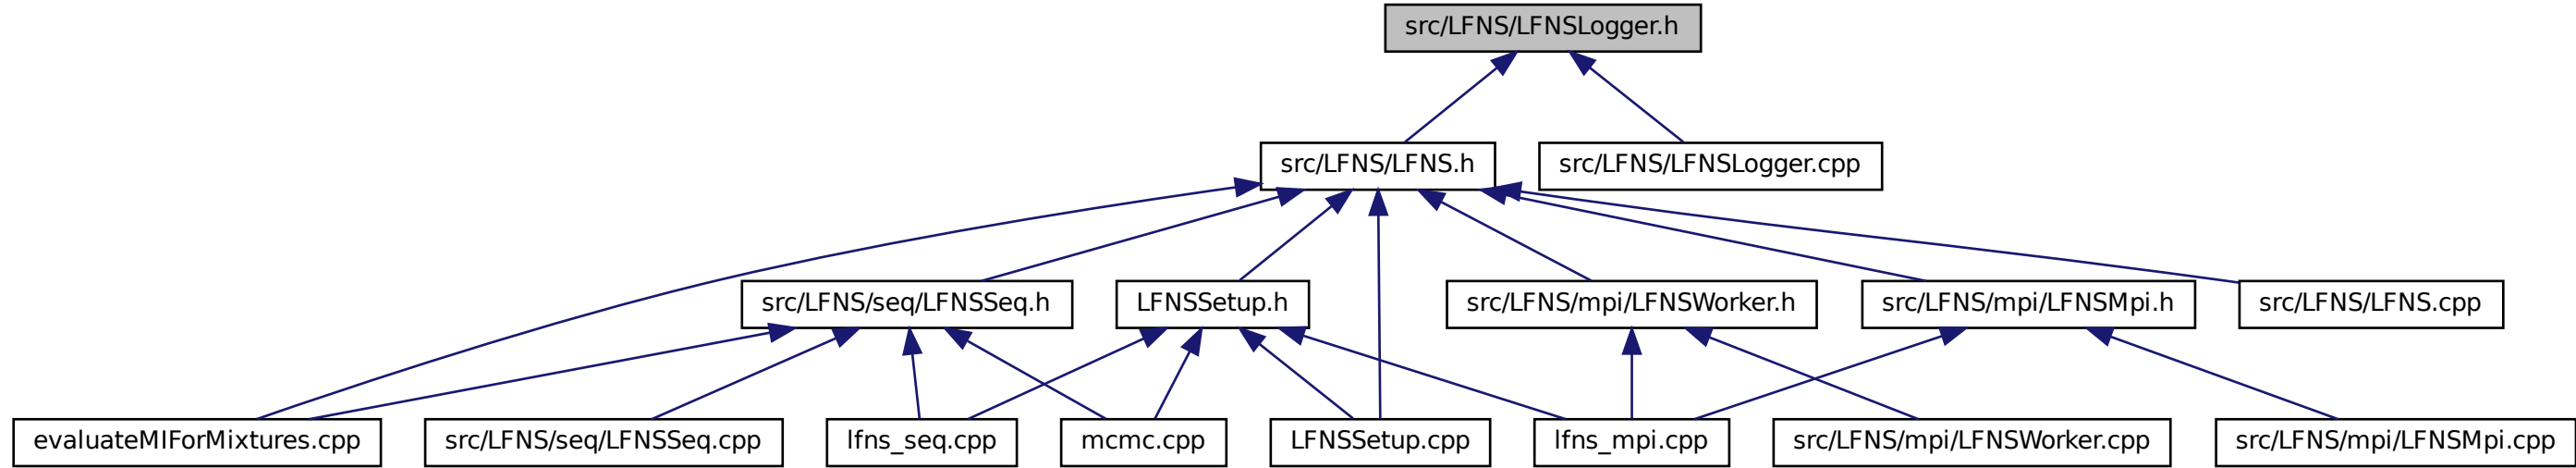 src/LFNS/LFNSLogger.h
src/LFNS/LFNS.h
src/LFNS/LFNSLogger.cpp
src/LFNS/seq/LFNSSeq.h
LFNSSetup.h
src/LFNS/mpi/LFNSWorker.h
src/LFNS/mpi/LFNSMpi.h
src/LFNS/LFNS.cpp
evaluateMIForMixtures.cpp
src/LFNS/seq/LFNSSeq.cpp
lfns_seq.cpp
mcmc.cpp
LFNSSetup.cpp
lfns_mpi.cpp
src/LFNS/mpi/LFNSWorker.cpp
src/LFNS/mpi/LFNSMpi.cpp